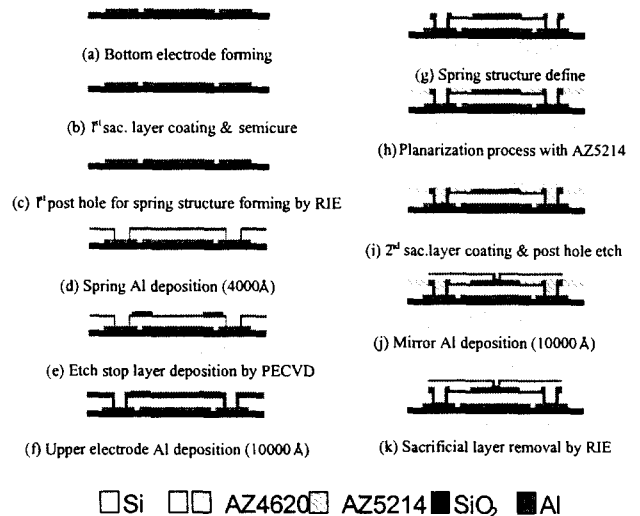 (a) Bottom electrode forming
(b) 1st sac. layer coating & semicure
(c) 1st post hole for spring structure forming by RIE
(d) Spring Al deposition (4000Å)
(e) Etch stop layer deposition by PECVD
(f) Upper electrode Al deposition (10000 Å)
(g) Spring structure define
(h) Planarization process with AZ5214
(i) 2nd sac.layer coating & post hole etch
(j) Mirror Al deposition (10000 Å)
(k) Sacrificial layer removal by RIE
Si AZ4620 AZ5214 SiO2 Al